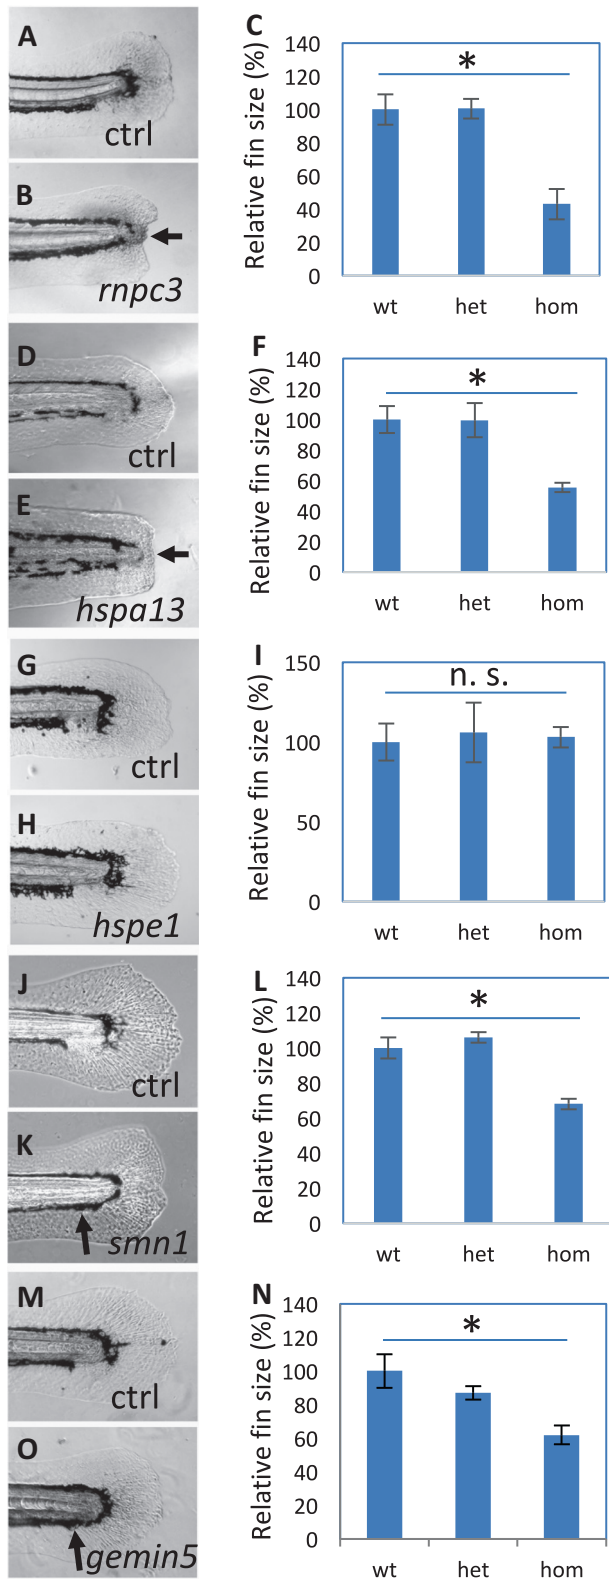 A
ctrl
B
rnpc3
C
Relative fin size (%)
140
120
100
80
60
40
20
0
*
wt het hom
D
ctrl
E
hspa13
F
Relative fin size (%)
140
120
100
80
60
40
20
0
*
wt het hom
G
ctrl
H
hspe1
I
Relative fin size (%)
150
100
50
0
n. s.
wt het hom
J
ctrl
K
smn1
L
Relative fin size (%)
140
120
100
80
60
40
20
0
*
wt het hom
M
ctrl
O
gemin5
N
Relative fin size (%)
140
120
100
80
60
40
20
0
*
wt het hom